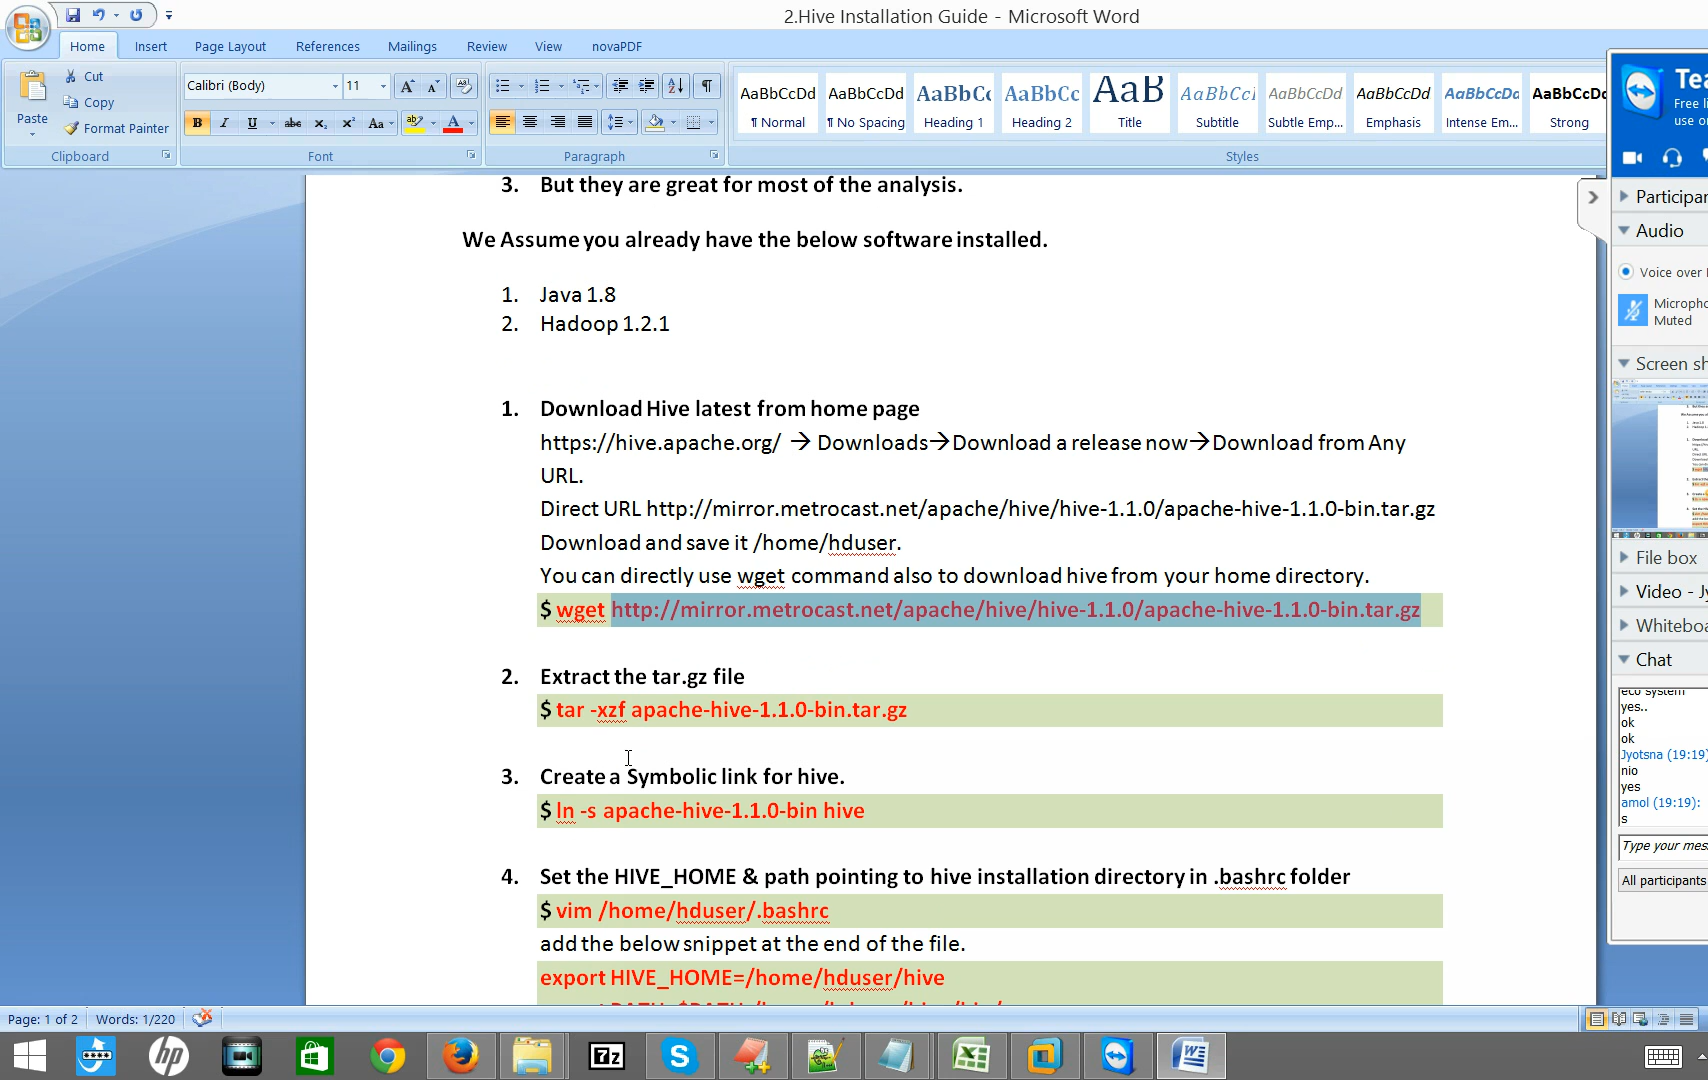 2.Hive Installation Guide - Microsoft Word
Home Insert Page Layout References Mailings Review View novaPDF
Paste
Cut
Copy
Format Painter
Clipboard
Calibri (Body) 11
Font
Paragraph
AaBbCcDd AaBbCcDd AaBbCc AaBbCc AaB AaBbCcI AaBbCcDd AaBbCcDd AaBbCcDd AaBbCcDd
¶ Normal ¶ No Spacing Heading 1 Heading 2 Title Subtitle Subtle Emp... Emphasis Intense Em... Strong
Styles
3. But they are great for most of the analysis.
We Assume you already have the below software installed.
1. Java 1.8
2. Hadoop 1.2.1
1. Download Hive latest from home page
https://hive.apache.org/ → Downloads→Download a release now→Download from Any
URL.
Direct URL http://mirror.metrocast.net/apache/hive/hive-1.1.0/apache-hive-1.1.0-bin.tar.gz
Download and save it /home/hduser.
You can directly use wget command also to download hive from your home directory.
$ wget http://mirror.metrocast.net/apache/hive/hive-1.1.0/apache-hive-1.1.0-bin.tar.gz
2. Extract the tar.gz file
$ tar -xzf apache-hive-1.1.0-bin.tar.gz
3. Create a Symbolic link for hive.
$ ln -s apache-hive-1.1.0-bin hive
4. Set the HIVE_HOME & path pointing to hive installation directory in .bashrc folder
$ vim /home/hduser/.bashrc
add the below snippet at the end of the file.
export HIVE_HOME=/home/hduser/hive
Page: 1 of 2 Words: 1/220
Tea
Free li
use o
Participan
Audio
Voice over
Micropho
Muted
Screen sh
File box
Video - Jy
Whiteboa
Chat
eco system
yes..
ok
ok
Jyotsna (19:19)
nio
yes
amol (19:19):
s
Type your mes
All participants